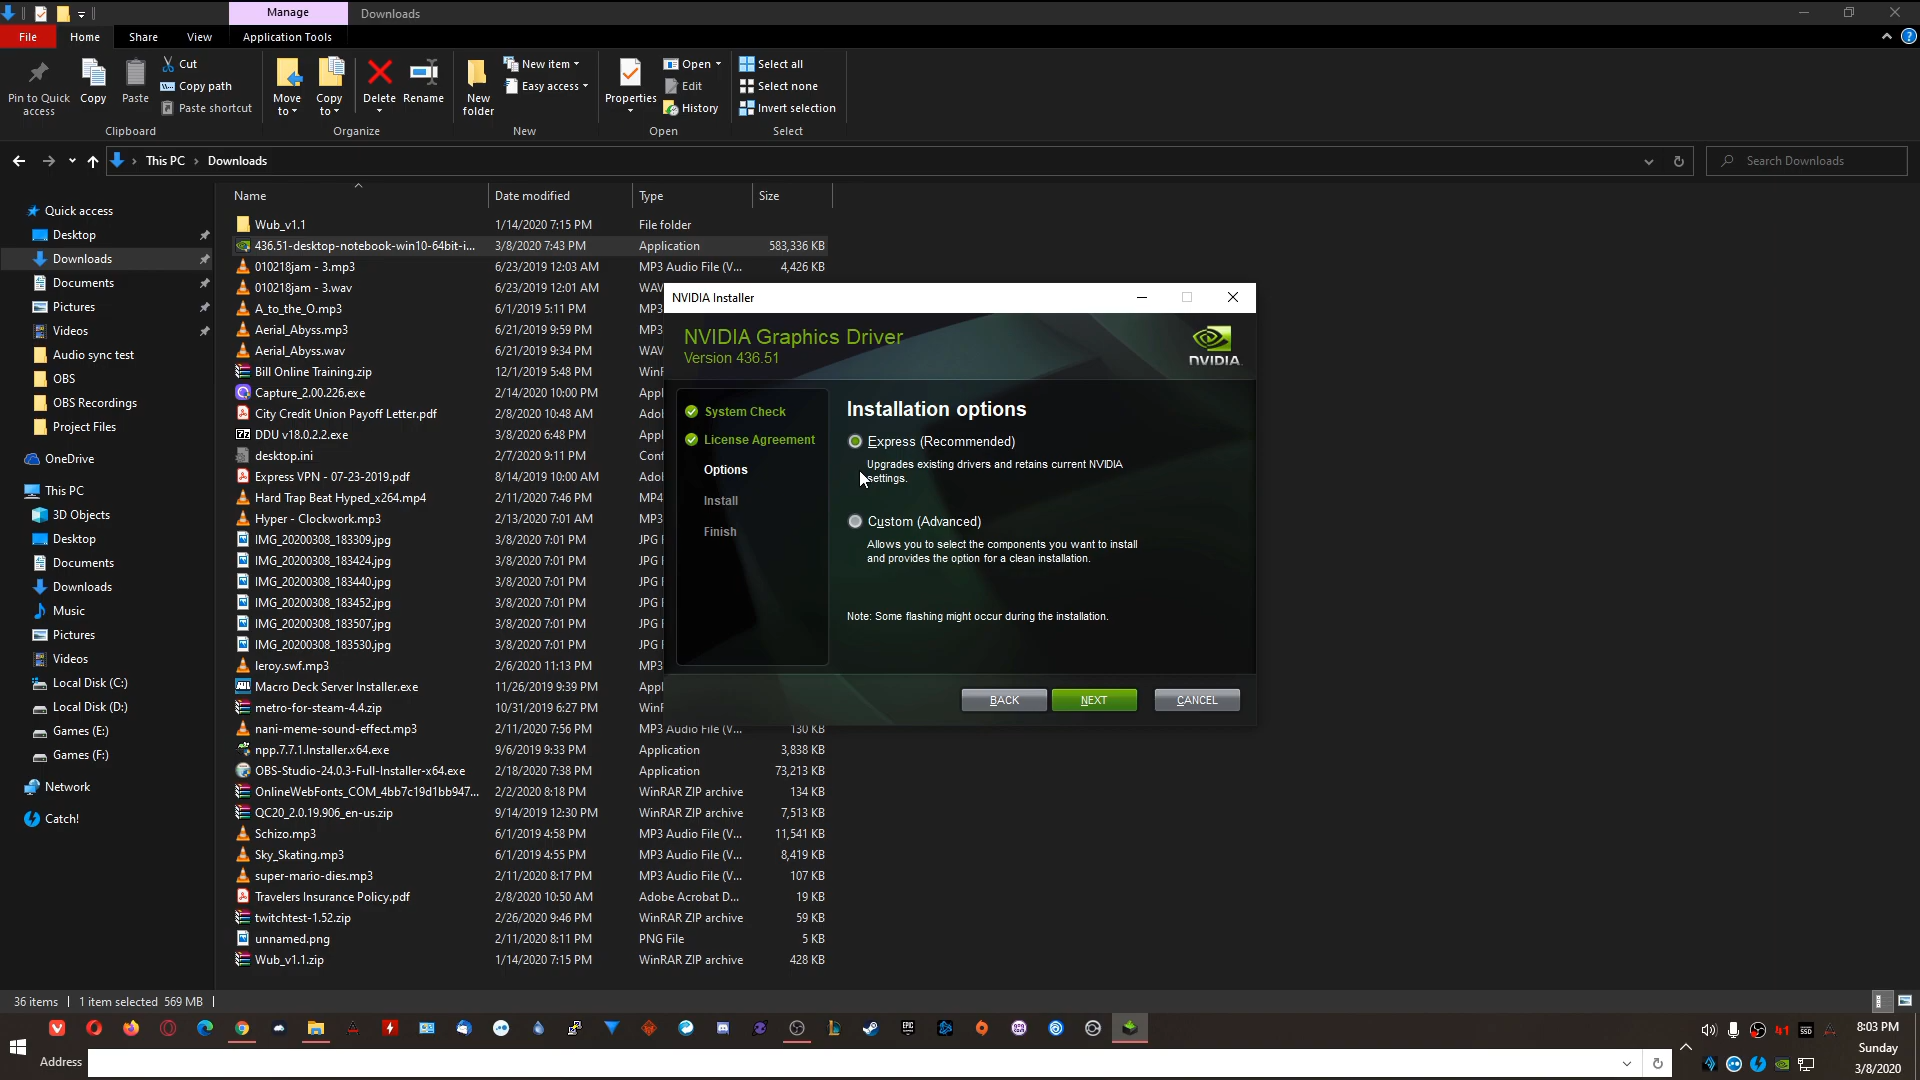 Manage
Downloads
File
Home
Share
View
Application Tools
Pin to Quick access
Copy
Paste
Cut
Copy path
Paste shortcut
Clipboard
Move to
Copy to
Delete
Rename
Organize
New folder
New item
Easy access
New
Properties
Open
Edit
History
Open
Select all
Select none
Invert selection
Select
This PC
Downloads
Search Downloads
Quick access
Desktop
Downloads
Documents
Pictures
Videos
Audio sync test
OBS
OBS Recordings
Project Files
OneDrive
This PC
3D Objects
Desktop
Documents
Downloads
Music
Pictures
Videos
Local Disk (C:)
Local Disk (D:)
Games (E:)
Games (F:)
Network
Catch!
Name Date modified Type Size
Wub_v1.1 1/14/2020 7:15 PM File folder
436.51-desktop-notebook-win10-64bit-i... 3/8/2020 7:43 PM Application 583,336 KB
010218jam - 3.mp3 6/23/2019 12:03 AM MP3 Audio File (V... 4,426 KB
010218jam - 3.wav 6/23/2019 12:01 AM WAV
A_to_the_O.mp3 6/1/2019 5:11 PM MP3
Aerial_Abyss.mp3 6/21/2019 9:59 PM MP3
Aerial_Abyss.wav 6/21/2019 9:34 PM WAV
Bill Online Training.zip 12/1/2019 5:48 PM WinF
Capture_2.00.226.exe 2/14/2020 10:00 PM Appl
City Credit Union Payoff Letter.pdf 2/8/2020 10:48 AM Adol
DDU v18.0.2.2.exe 3/8/2020 6:48 PM Appl
desktop.ini 2/7/2020 9:11 PM Conf
Express VPN - 07-23-2019.pdf 8/14/2019 10:00 AM Adol
Hard Trap Beat Hyped_x264.mp4 2/11/2020 7:46 PM MP4
Hyper - Clockwork.mp3 2/13/2020 7:01 AM MP3
IMG_20200308_183309.jpg 3/8/2020 7:01 PM JPG F
IMG_20200308_183424.jpg 3/8/2020 7:01 PM JPG F
IMG_20200308_183440.jpg 3/8/2020 7:01 PM JPG F
IMG_20200308_183452.jpg 3/8/2020 7:01 PM JPG F
IMG_20200308_183507.jpg 3/8/2020 7:01 PM JPG F
IMG_20200308_183530.jpg 3/8/2020 7:01 PM JPG F
leroy.swf.mp3 2/6/2020 11:13 PM MP3
Macro Deck Server Installer.exe 11/26/2019 9:39 PM Appl
metro-for-steam-4.4.zip 10/31/2019 6:27 PM WinF
nani-meme-sound-effect.mp3 2/11/2020 7:56 PM MP3 Audio File (V... 130 KB
npp.7.7.1.Installer.x64.exe 9/6/2019 9:33 PM Application 3,838 KB
OBS-Studio-24.0.3-Full-Installer-x64.exe 2/18/2020 7:38 PM Application 73,213 KB
OnlineWebFonts_COM_4bb7c19d1bb947... 2/2/2020 8:18 PM WinRAR ZIP archive 134 KB
QC20_2.0.19.906_en-us.zip 9/14/2019 12:30 PM WinRAR ZIP archive 7,513 KB
Schizo.mp3 6/1/2019 4:58 PM MP3 Audio File (V... 11,541 KB
Sky_Skating.mp3 6/1/2019 4:55 PM MP3 Audio File (V... 8,419 KB
super-mario-dies.mp3 2/11/2020 8:17 PM MP3 Audio File (V... 107 KB
Travelers Insurance Policy.pdf 2/8/2020 10:50 AM Adobe Acrobat D... 19 KB
twitchtest-1.52.zip 2/26/2020 9:46 PM WinRAR ZIP archive 59 KB
unnamed.png 2/11/2020 8:11 PM PNG File 5 KB
Wub_v1.1.zip 1/14/2020 7:15 PM WinRAR ZIP archive 428 KB
NVIDIA Installer
NVIDIA Graphics Driver
Version 436.51
NVIDIA.
System Check
License Agreement
Options
Install
Finish
Installation options
Express (Recommended)
Upgrades existing drivers and retains current NVIDIA
settings.
Custom (Advanced)
Allows you to select the components you want to install
and provides the option for a clean installation.
Note: Some flashing might occur during the installation.
BACK
NEXT
CANCEL
36 items
1 item selected 569 MB
Address
EPIC
41
SSD
8:03 PM
Sunday
3/8/2020